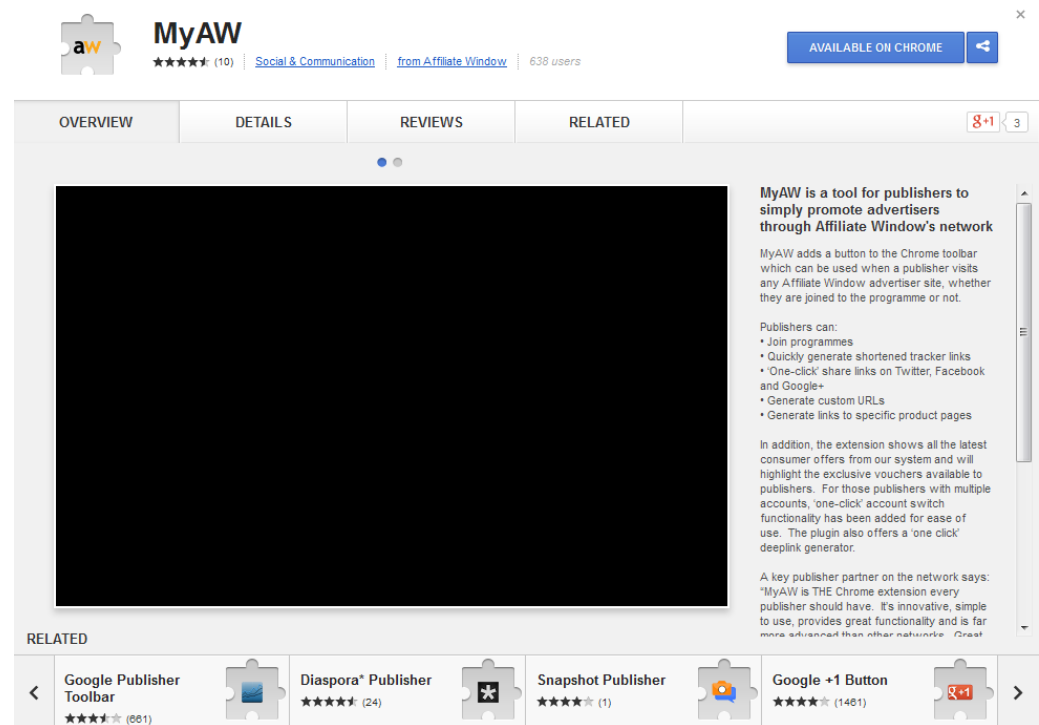 aw
MyAW
(10) Social & Communication from Affiliate Window 638 users
AVAILABLE ON CHROME
OVERVIEW DETAILS REVIEWS RELATED
g+1 3
MyAW is a tool for publishers to
simply promote advertisers
through Affiliate Window's network
MyAW adds a button to the Chrome toolbar
which can be used when a publisher visits
any Affiliate Window advertiser site, whether
they are joined to the programme or not.
Publishers can:
• Join programmes
• Quickly generate shortened tracker links
• 'One-click' share links on Twitter, Facebook
and Google+
• Generate custom URLs
• Generate links to specific product pages
In addition, the extension shows all the latest
consumer offers from our system and will
highlight the exclusive vouchers available to
publishers. For those publishers with multiple
accounts, 'one-click' account switch
functionality has been added for ease of
use. The plugin also offers a 'one click'
deeplink generator.
A key publisher partner on the network says:
"MyAW is THE Chrome extension every
publisher should have. It's innovative, simple
to use, provides great functionality and is far
more advanced than other networks. Great
RELATED
Google Publisher
Toolbar
(661)
Diaspora* Publisher
(24)
Snapshot Publisher
(1)
Google +1 Button
(1461)
g+1